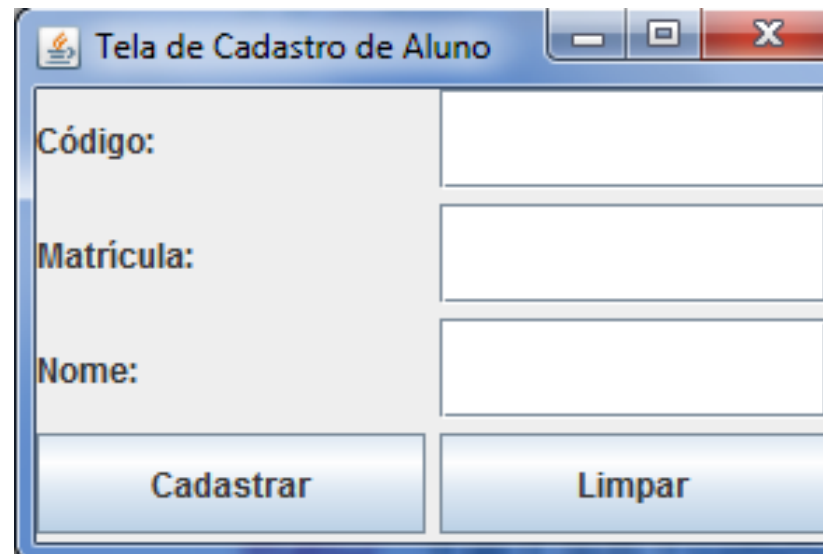 Tela de Cadastro de Aluno
Código:
Matrícula:
Nome:
Cadastrar Limpar